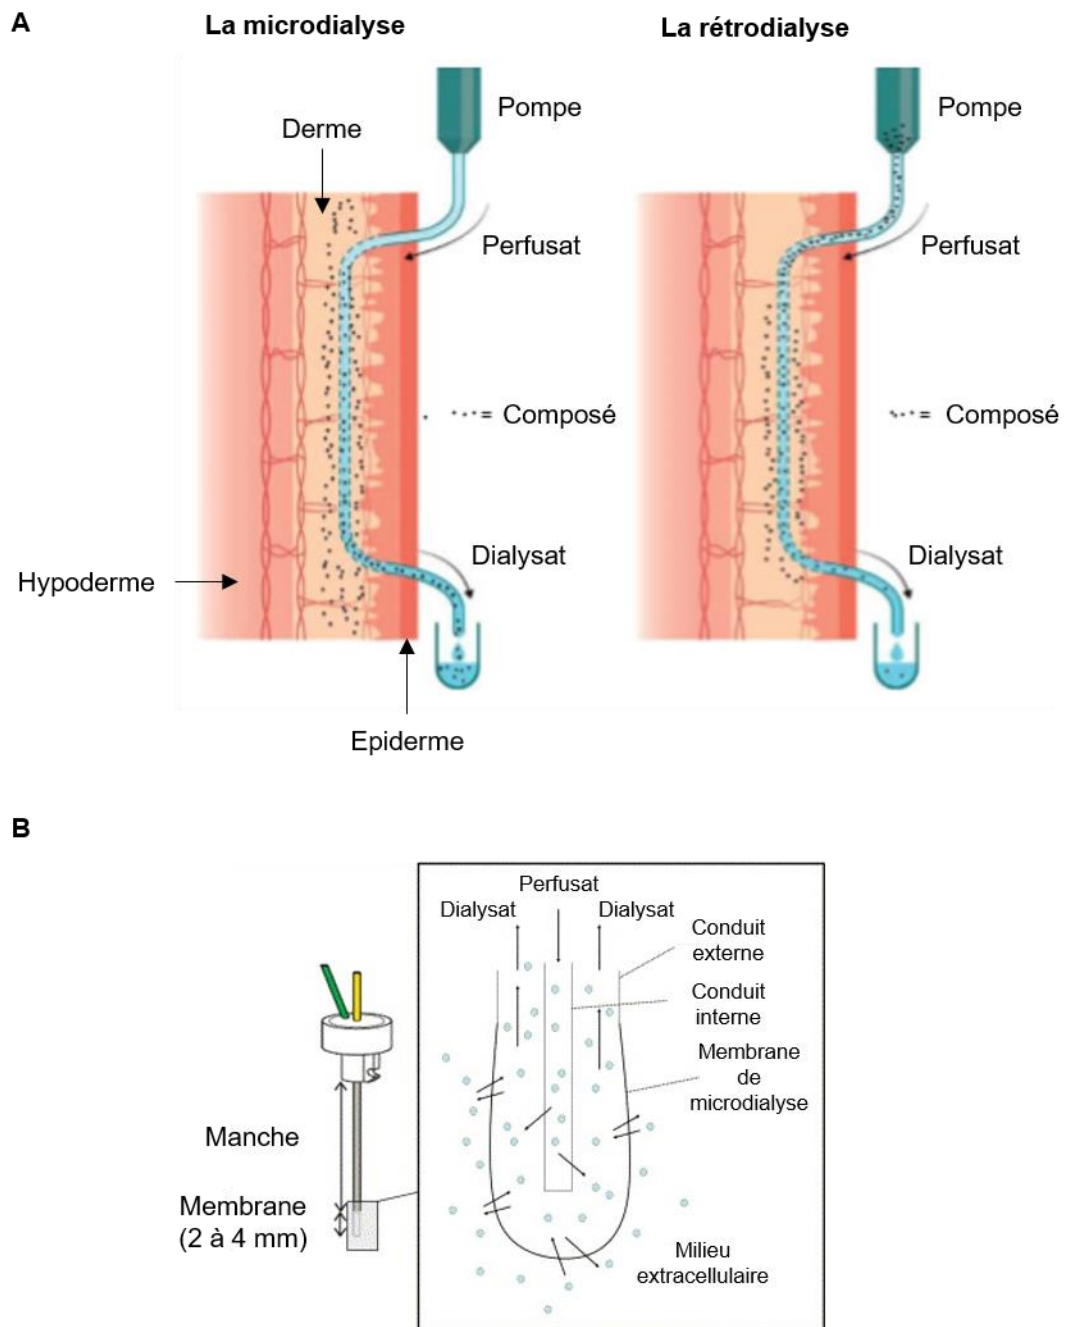 A
La microdialyse
La rétrodialyse
Pompe
Pompe
Derme
Perfusat
Perfusat
= Composé
= Composé
Dialysat
Dialysat
Hypoderme
Epiderme
B
Perfusat
Dialysat
Dialysat
Conduit
externe
Conduit
interne
Membrane
de
microdialyse
Manche
Membrane
(2 à 4 mm)
Milieu
extracellulaire